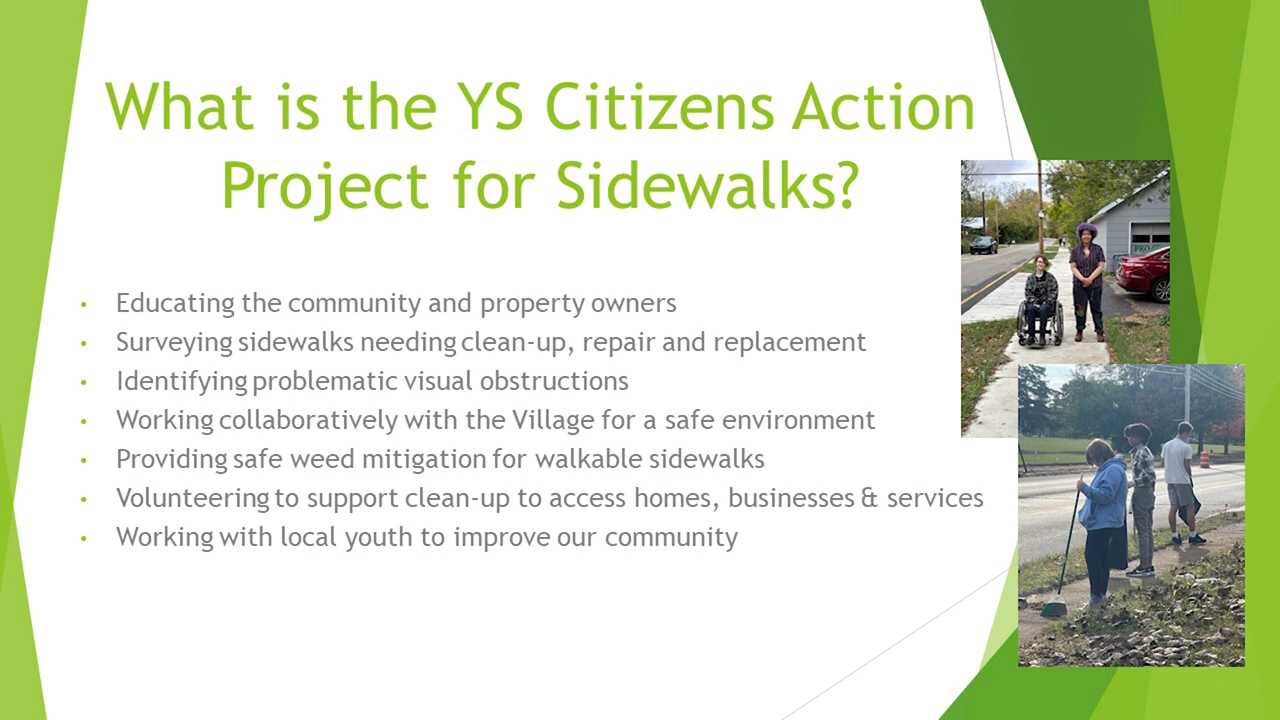 What is the YS Citizens Action
Project for Sidewalks?
• Educating the community and property owners
• Surveying sidewalks needing clean-up, repair and replacement
• Identifying problematic visual obstructions
• Working collaboratively with the Village for a safe environment
• Providing safe weed mitigation for walkable sidewalks
• Volunteering to support clean-up to access homes, businesses & services
• Working with local youth to improve our community